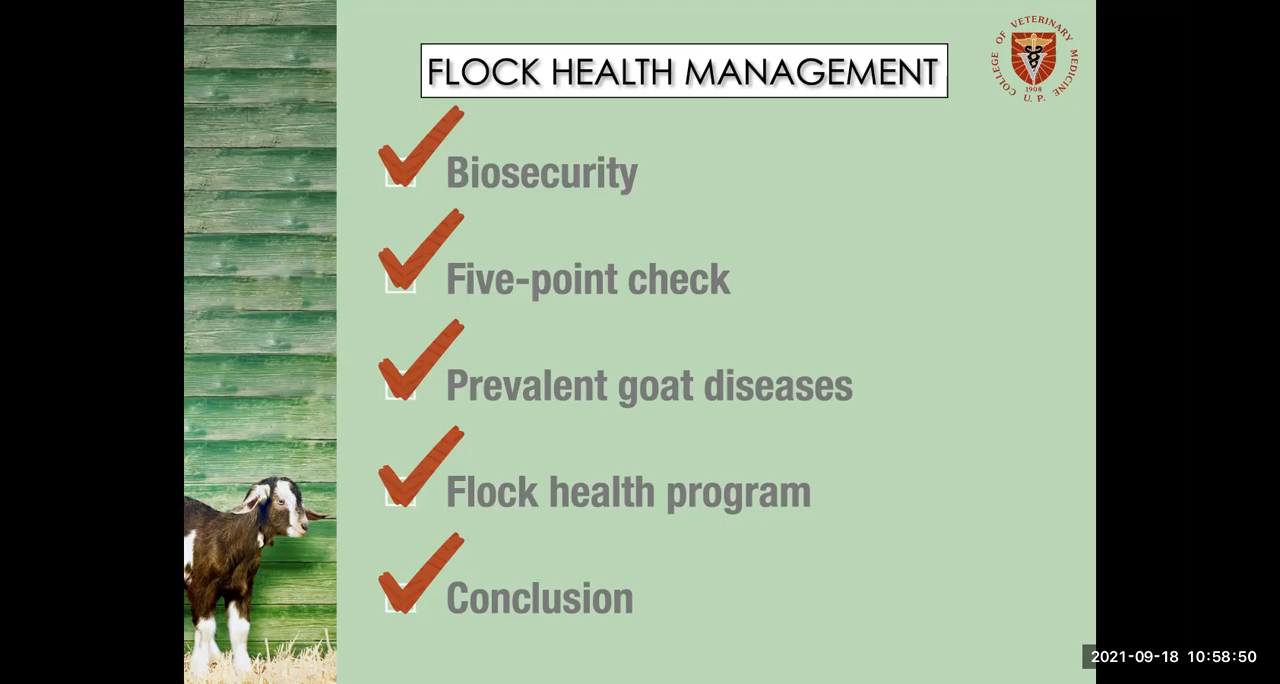 FLOCK HEALTH MANAGEMENT
COLLEGE OF VETERINARY MEDICINE
1908
U. P.
Biosecurity
Five-point check
Prevalent goat diseases
Flock health program
Conclusion
2021-09-18 10:58:50